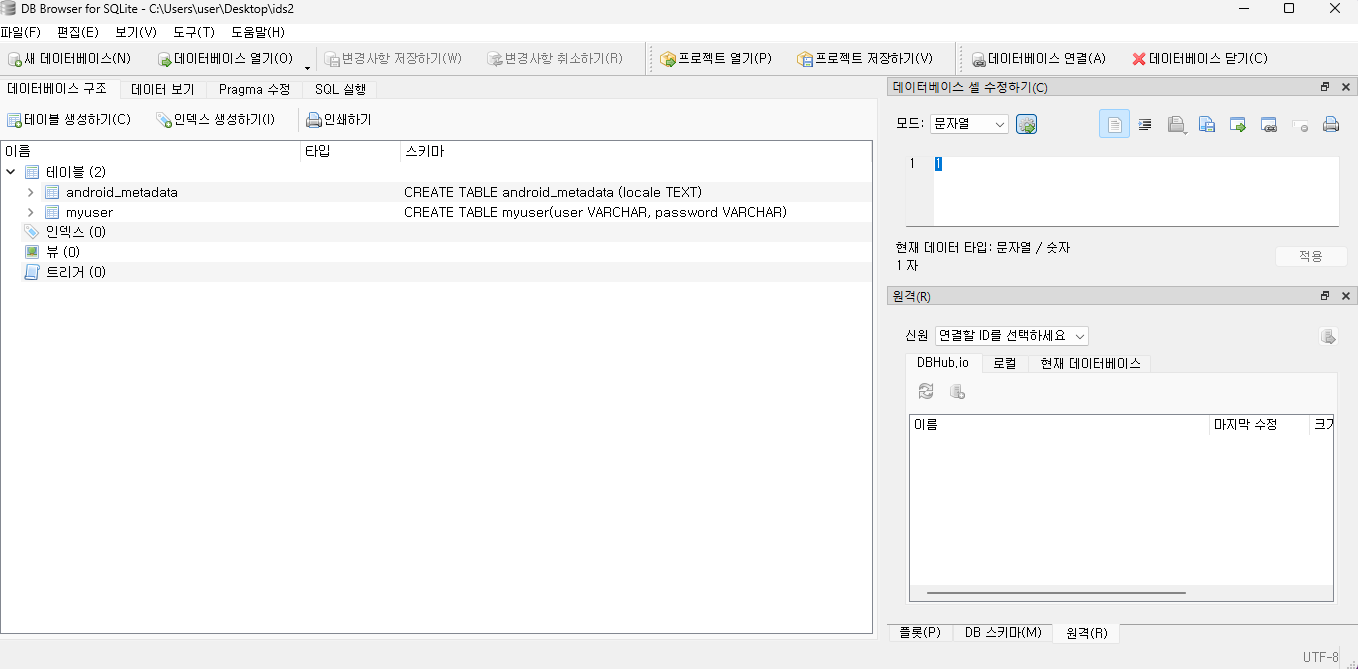 DB Browser for SQLite - C:\Users\user\Desktop\ids2
파일(F) 편집(E) 보기(V) 도구(T) 도움말(H)
새 데이터베이스(N) 데이터베이스 열기(O) 변경사항 저장하기(W) 변경사항 취소하기(R) 프로젝트 열기(P) 프로젝트 저장하기(V) 데이터베이스 연결(A) 데이터베이스 닫기(C)
데이터베이스 구조 데이터 보기 Pragma 수정 SQL 실행
테이블 생성하기(C) 인덱스 생성하기(I) 인쇄하기
이름 타입 스키마
테이블 (2)
android_metadata CREATE TABLE android_metadata (locale TEXT)
myuser CREATE TABLE myuser(user VARCHAR, password VARCHAR)
인덱스 (0)
뷰 (0)
트리거 (0)
데이터베이스 셀 수정하기(C)
모드: 문자열
1 1
현재 데이터 타입: 문자열 / 숫자
1 자
적용
원격(R)
신원 연결할 ID를 선택하세요
DBHub.io 로컬 현재 데이터베이스
이름 마지막 수정 크기
플롯(P) DB 스키마(M) 원격(R)
UTF-8